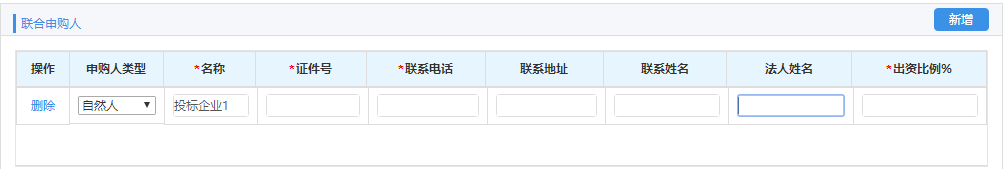 联合申购人
新增
操作 申购人类型 *名称 *证件号 *联系电话 联系地址 联系姓名 法人姓名 *出资比例%
删除 自然人 投标企业1